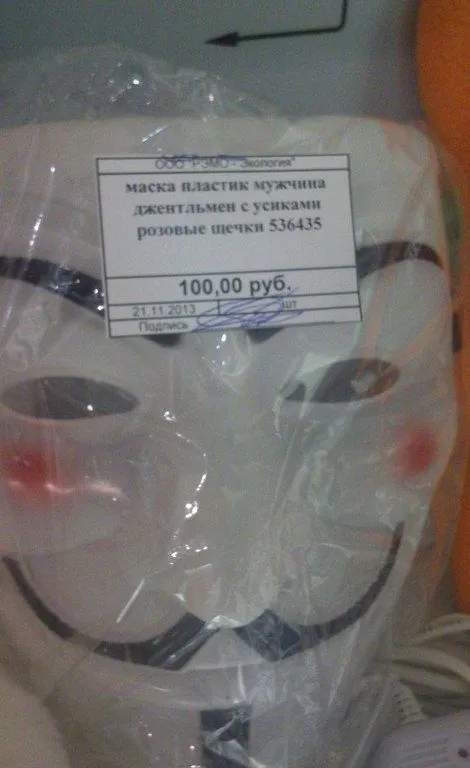 ООО "РЭМО - Экология"
маска пластик мужчина
джентльмен с усиками
розовые щечки 536435
100,00 руб.
21.11.2013 шт
Подпись